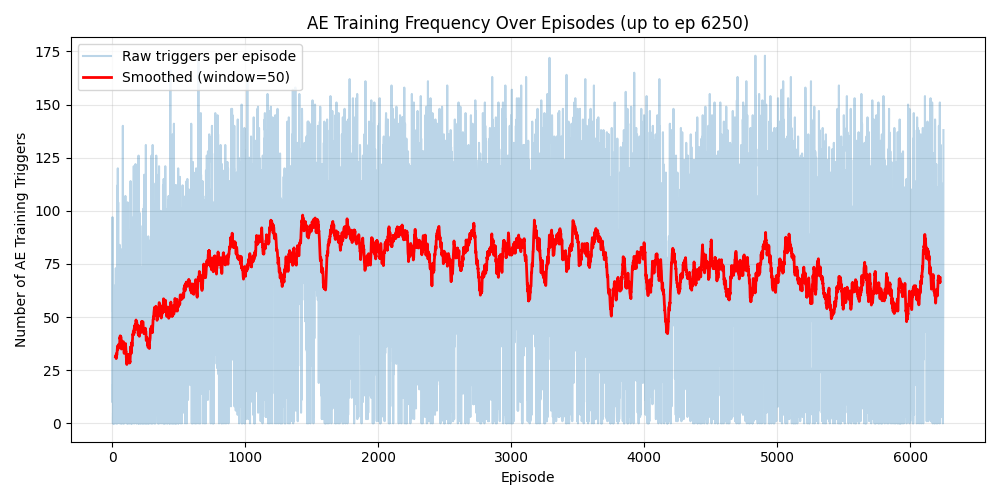 AE Training Frequency Over Episodes (up to ep 6250)
Raw triggers per episode
Smoothed (window=50)
Number of AE Training Triggers
175
150
125
100
75
50
25
0
0 1000 2000 3000 4000 5000 6000
Episode